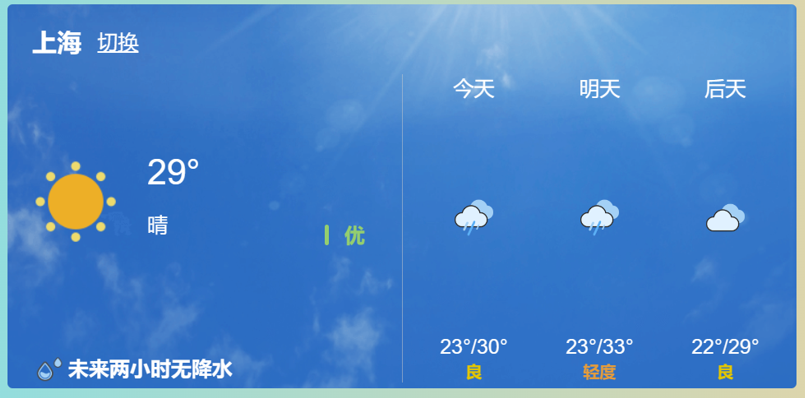 上海 切换
29°
晴
优
未来两小时无降水
今天 明天 后天
23°/30° 23°/33° 22°/29°
良 轻度 良